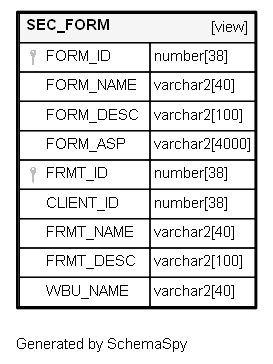 SEC_FORM [view]
FORM_ID number[38]
FORM_NAME varchar2[40]
FORM_DESC varchar2[100]
FORM_ASP varchar2[4000]
FRMT_ID number[38]
CLIENT_ID number[38]
FRMT_NAME varchar2[40]
FRMT_DESC varchar2[100]
WBU_NAME varchar2[40]
Generated by SchemaSpy